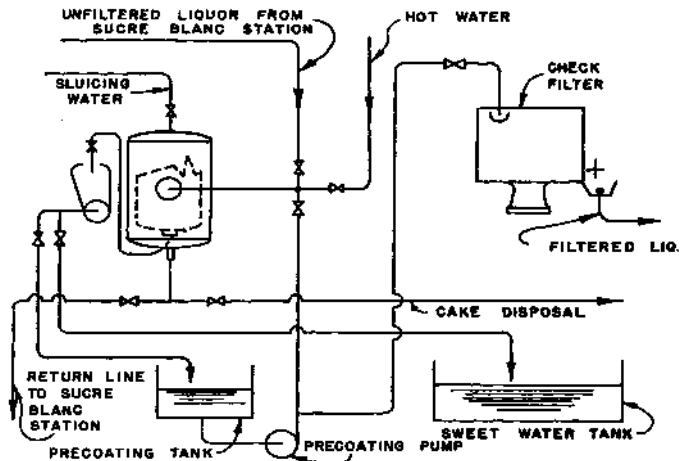 UNFILTERED LIQUOR FROM
SUCRE BLANC STATION
HOT WATER
SLUICING
WATER
CHECK
FILTER
FILTERED LIQ.
CAKE DISPOSAL
RETURN LINE
TO SUCRE
BLANC
STATION
PRECOATING TANK
PRECOATING PUMP
SWEET WATER TANK